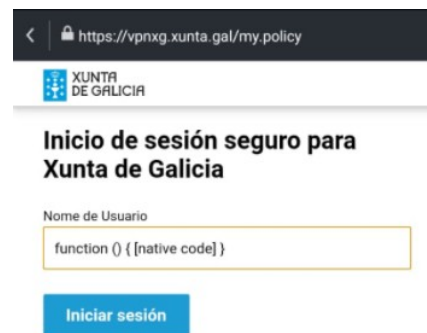 https://vpnxg.xunta.gal/my.policy
XUNTA
DE GALICIA
Inicio de sesión seguro para
Xunta de Galicia
Nome de Usuario
function () { [native code] }
Iniciar sesión